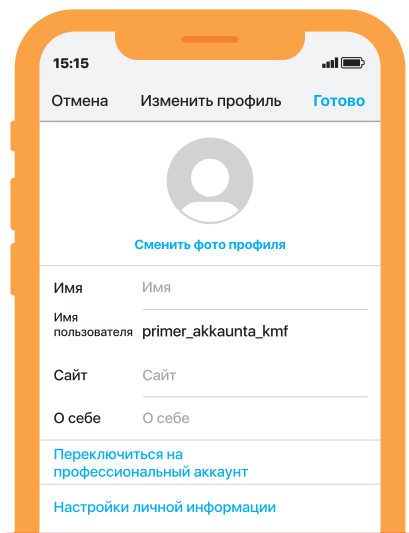 15:15
Отмена Изменить профиль Готово
Сменить фото профиля
Имя Имя
Имя
пользователя primer_akkaunta_kmf
Сайт Сайт
О себе О себе
Переключиться на
профессиональный аккаунт
Настройки личной информации